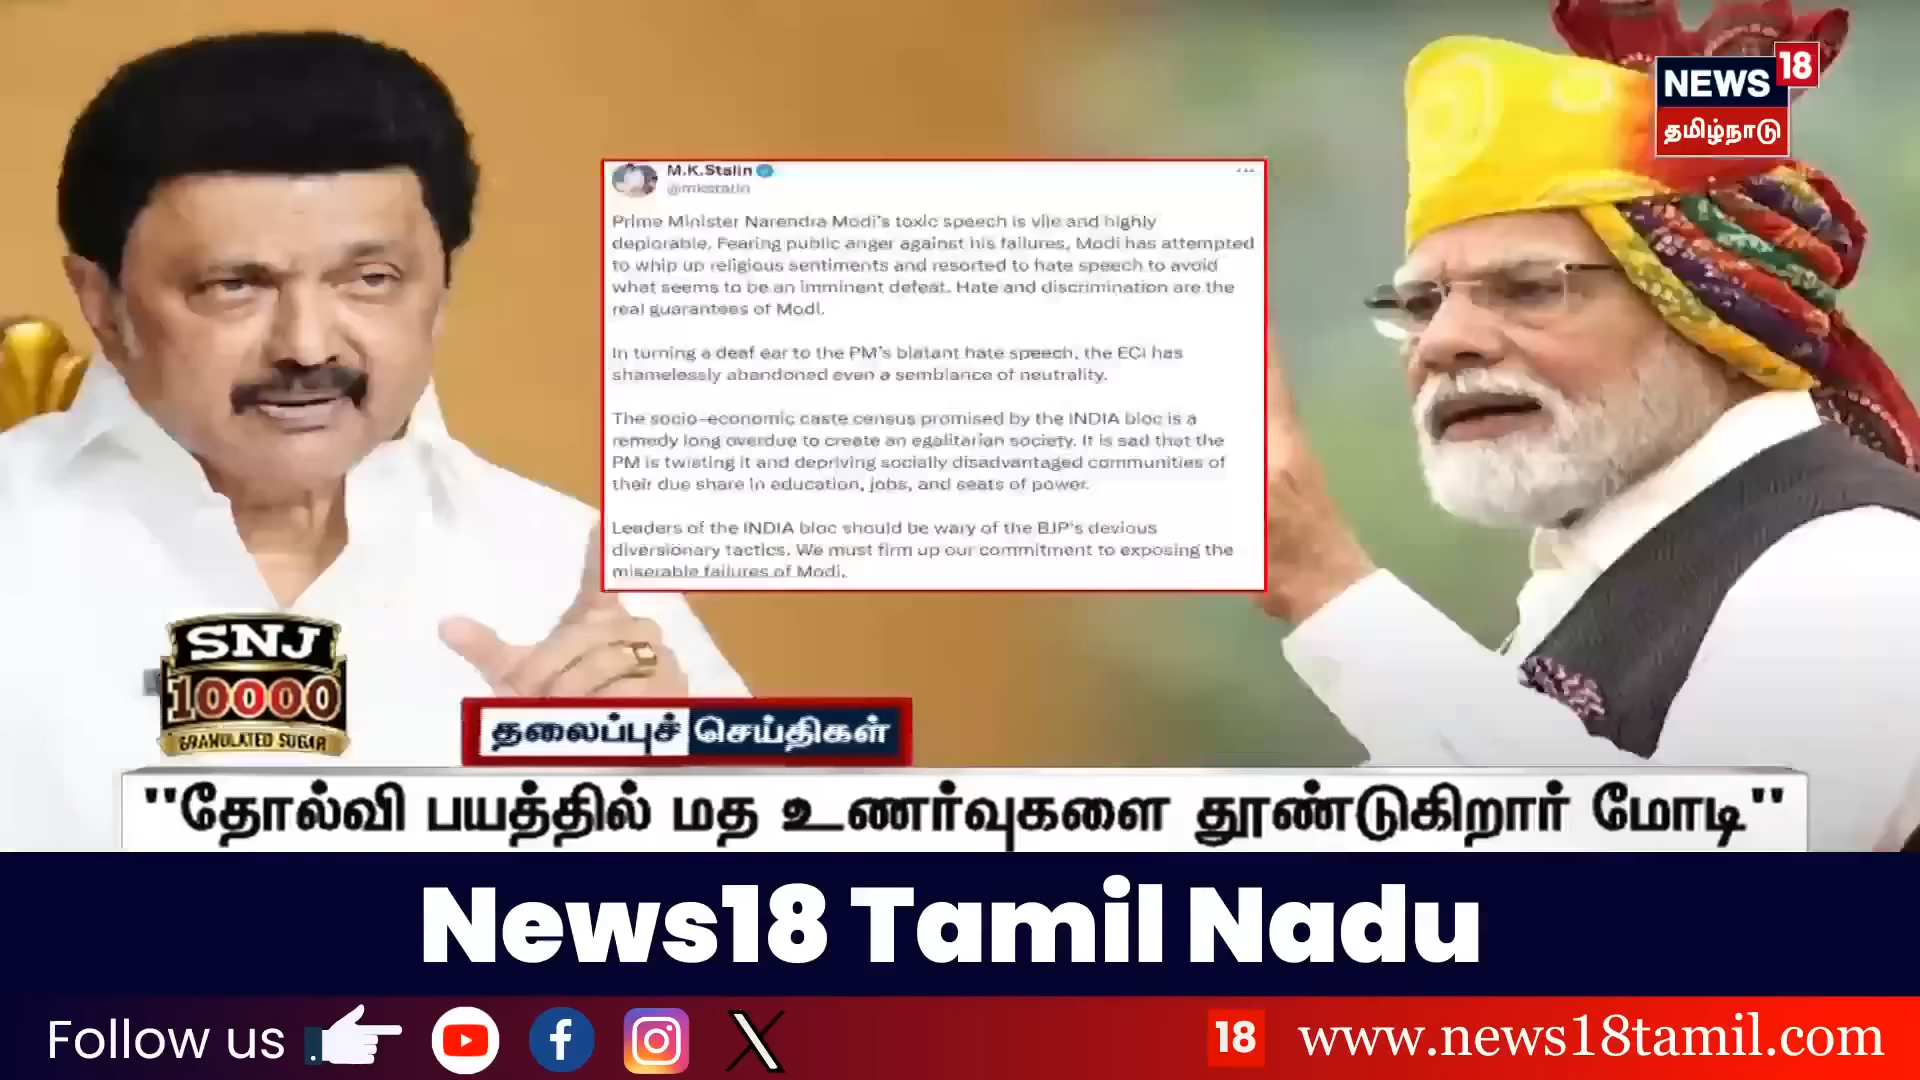 NEWS 18
தமிழ்நாடு
M.K.Stalin
@mkstalin
Prime Minister Narendra Modi's toxic speech is vile and highly
deplorable. Fearing public anger against his failures, Modi has attempted
to whip up religious sentiments and resorted to hate speech to avoid
what seems to be an imminent defeat. Hate and discrimination are the
real guarantees of Modi.
In turning a deaf ear to the PM's blatant hate speech, the ECI has
shamelessly abandoned even a semblance of neutrality.
The socio-economic caste census promised by the INDIA bloc is a
remedy long overdue to create an egalitarian society. It is sad that the
PM is twisting it and depriving socially disadvantaged communities of
their due share in education, jobs, and seats of power.
Leaders of the INDIA bloc should be wary of the BJP's devious
diversionary tactics. We must firm up our commitment to exposing the
miserable failures of Modi.
SNJ
10000
GRANULATED SUGAR
தலைப்புச் செய்திகள்
"தோல்வி பயத்தில் மத உணர்வுகளை தூண்டுகிறார் மோடி"
News18 Tamil Nadu
Follow us
18 www.news18tamil.com